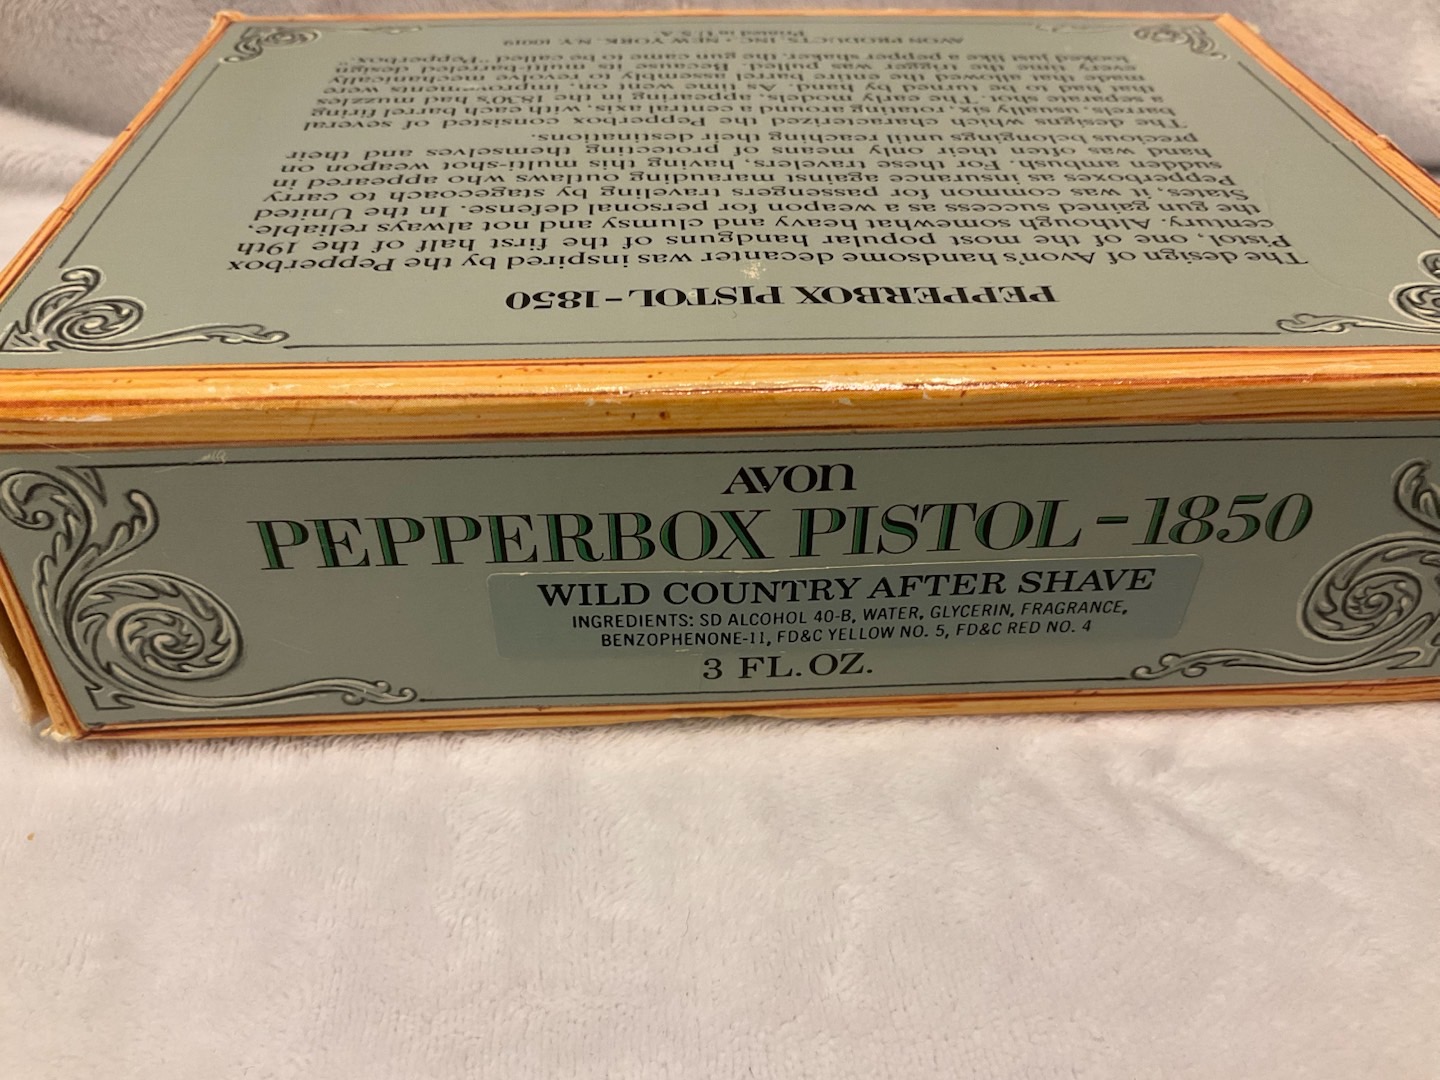 PEPPERBOX PISTOL-1850
The design of Avon's handsome decanter was inspired by the Pepperbox
Pistol, one of the most popular handguns of the first half of the 19th
century. Although somewhat heavy and clumsy and not always reliable,
the gun gained success as a weapon for personal defense. In the United
States, it was common for passengers traveling by stagecoach to carry
Pepperboxes as insurance against marauding outlaws who appeared in
sudden ambush. For these travelers, having this multi-shot weapon on
hand was often their only means of protecting themselves and their
precious belongings until reaching their destinations.
The designs which characterized the Pepperbox consisted of several
barrels, usually six, rotating around a central axis, with each barrel firing
a separate shot. The early models, appearing in the 1830's had muzzles
that had to be turned by hand. As time went on, improvements were
made that allowed the entire barrel assembly to revolve mechanically
every time the trigger was pulled. Because its multi-barreled design
looked just like a pepper shaker, the gun came to be called "Pepperbox."
AVON PRODUCTS, INC. • NEW YORK, N.Y. 10019
Printed in U.S.A.
AVON
PEPPERBOX PISTOL-1850
WILD COUNTRY AFTER SHAVE
INGREDIENTS: SD ALCOHOL 40-B, WATER, GLYCERIN, FRAGRANCE,
BENZOPHENONE-11, FD&C YELLOW NO. 5, FD&C RED NO. 4
3 FL. OZ.